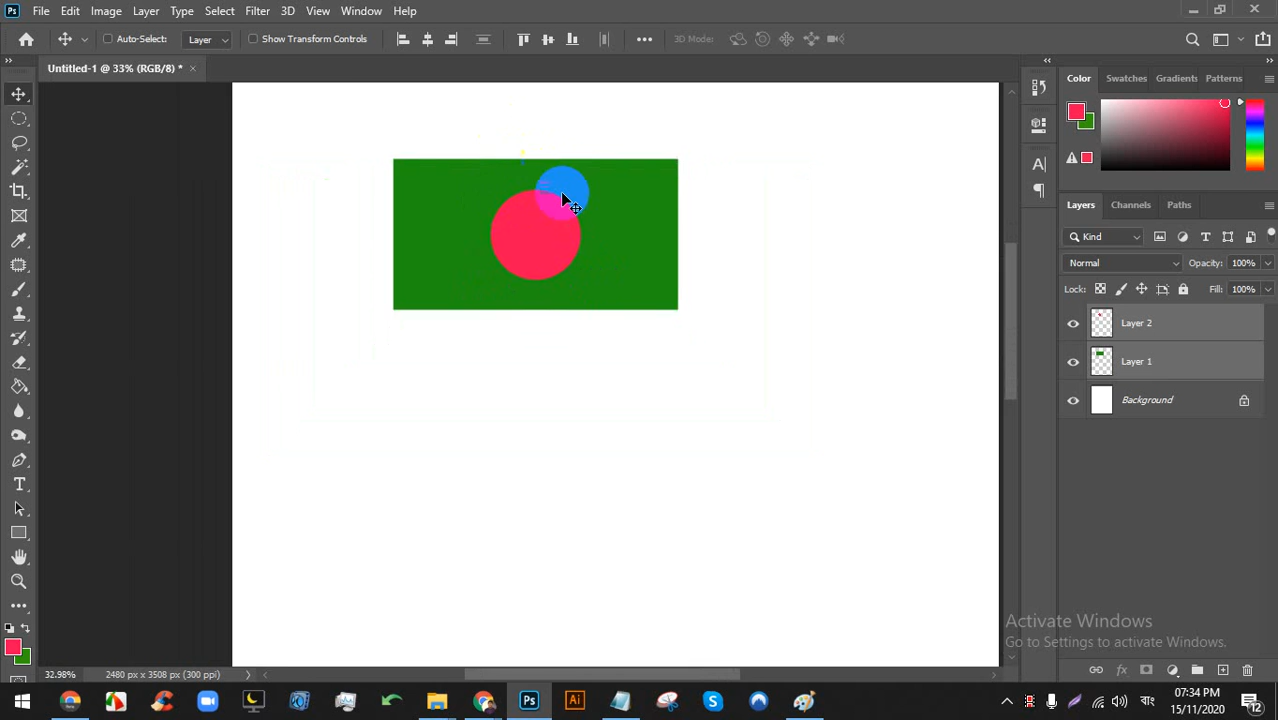 Ps File Edit Image Layer Type Select Filter 3D View Window Help
Auto-Select: Layer Show Transform Controls 3D Mode:
Untitled-1 @ 33% (RGB/8) *
Color Swatches Gradients Patterns
Layers Channels Paths
Kind
Normal Opacity: 100%
Lock: Fill: 100%
Layer 2
Layer 1
Background
Activate Windows
Go to Settings to activate Windows.
32.98% 2480 px x 3508 px (300 ppi)
Ps Ai বাং 07:34 PM
15/11/2020 12